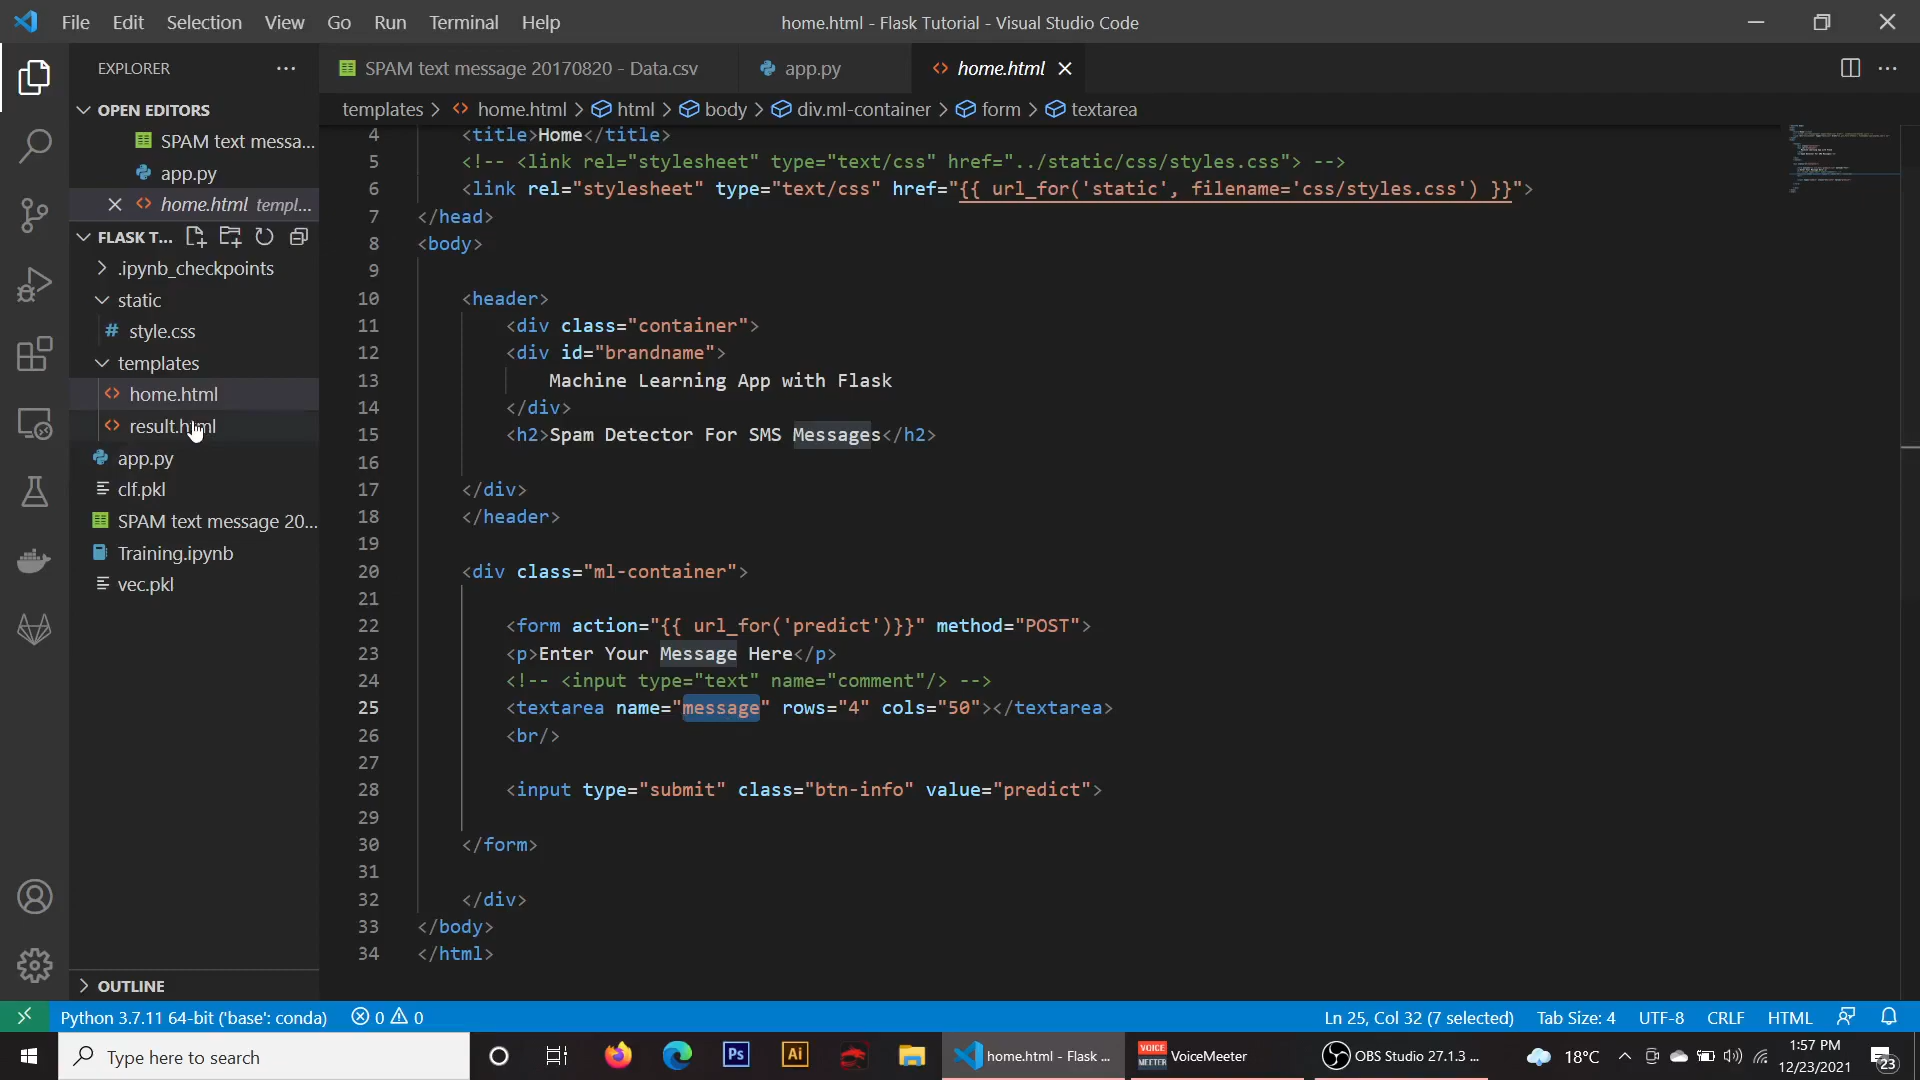 File Edit Selection View Go Run Terminal Help
home.html - Flask Tutorial - Visual Studio Code
EXPLORER
SPAM text message 20170820 - Data.csv
app.py
home.html
OPEN EDITORS
templates > home.html > html > body > div.ml-container > form > textarea
SPAM text messa...
app.py
home.html templ...
FLASK T...
.ipynb_checkpoints
static
style.css
templates
home.html
result.html
app.py
clf.pkl
SPAM text message 20...
Training.ipynb
vec.pkl
OUTLINE
4 <title>Home</title>
5 <!-- <link rel="stylesheet" type="text/css" href="../static/css/styles.css"> -->
6 <link rel="stylesheet" type="text/css" href="{{ url_for('static', filename='css/styles.css') }}">
7 </head>
8 <body>
9
10 <header>
11 <div class="container">
12 <div id="brandname">
13 Machine Learning App with Flask
14 </div>
15 <h2>Spam Detector For SMS Messages</h2>
16
17 </div>
18 </header>
19
20 <div class="ml-container">
21
22 <form action="{{ url_for('predict')}}" method="POST">
23 <p>Enter Your Message Here</p>
24 <!-- <input type="text" name="comment"/> -->
25 <textarea name="message" rows="4" cols="50"></textarea>
26 <br/>
27
28 <input type="submit" class="btn-info" value="predict">
29
30 </form>
31
32 </div>
33 </body>
34 </html>
Python 3.7.11 64-bit ('base': conda) 0 0
Ln 25, Col 32 (7 selected) Tab Size: 4 UTF-8 CRLF HTML
Type here to search
Ps
Ai
home.html - Flask ...
VOICE MEETER
VoiceMeeter
OBS Studio 27.1.3 ...
18°C
1:57 PM
12/23/2021
23